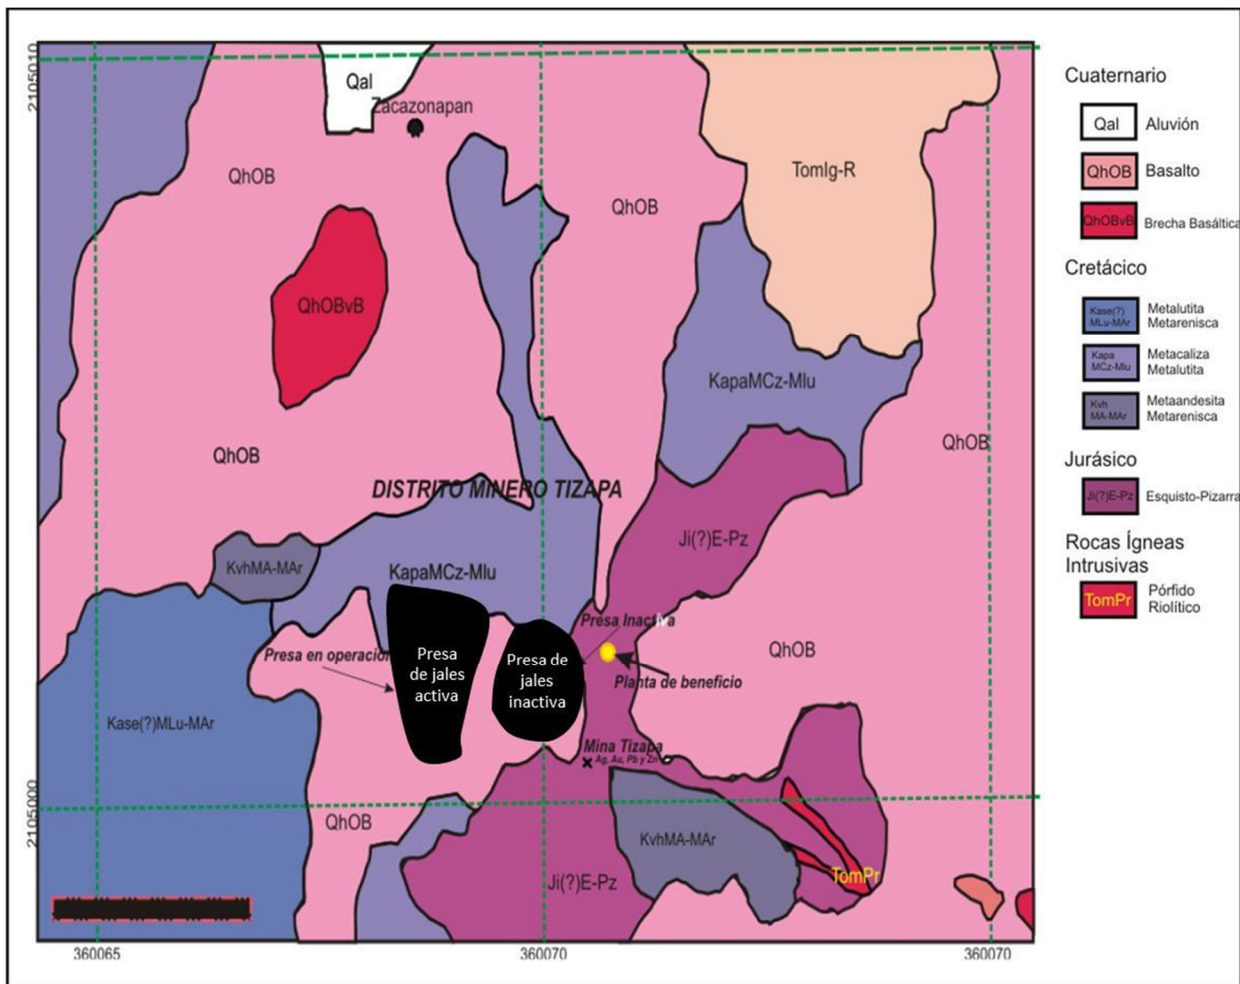 2105010
Qal
Zacazonapan
QhOB
QhOB
TomIg-R
QhOBvB
KapaMCz-Mlu
QhOB
QhOB
DISTRITO MINERO TIZAPA
Ji(?)E-Pz
KvhMA-MAr
KapaMCz-Mlu
Presa Inactiva
Presa en operación
Presa
de jales
activa
Presa de
jales
inactiva
QhOB
Planta de beneficio
Kase(?)MLu-MAr
Mina Tizapa
Ag, Au, Pb y Zn
2105000
QhOB
KvhMA-MAr
TomPr
Ji(?)E-Pz
360065
360070
360070
Cuaternario
Qal
Aluvión
QhOB
Basalto
QhOBvB
Brecha Basáltica
Cretácico
Kase(?)
MLu-MAr
Metalutita
Metarenisca
Kapa
MCz-Mlu
Metacaliza
Metalutita
Kvh
MA-MAr
Metaandesita
Metarenisca
Jurásico
Ji(?)E-Pz
Esquisto-Pizarra
Rocas Ígneas
Intrusivas
TomPr
Pórfido
Riolítico